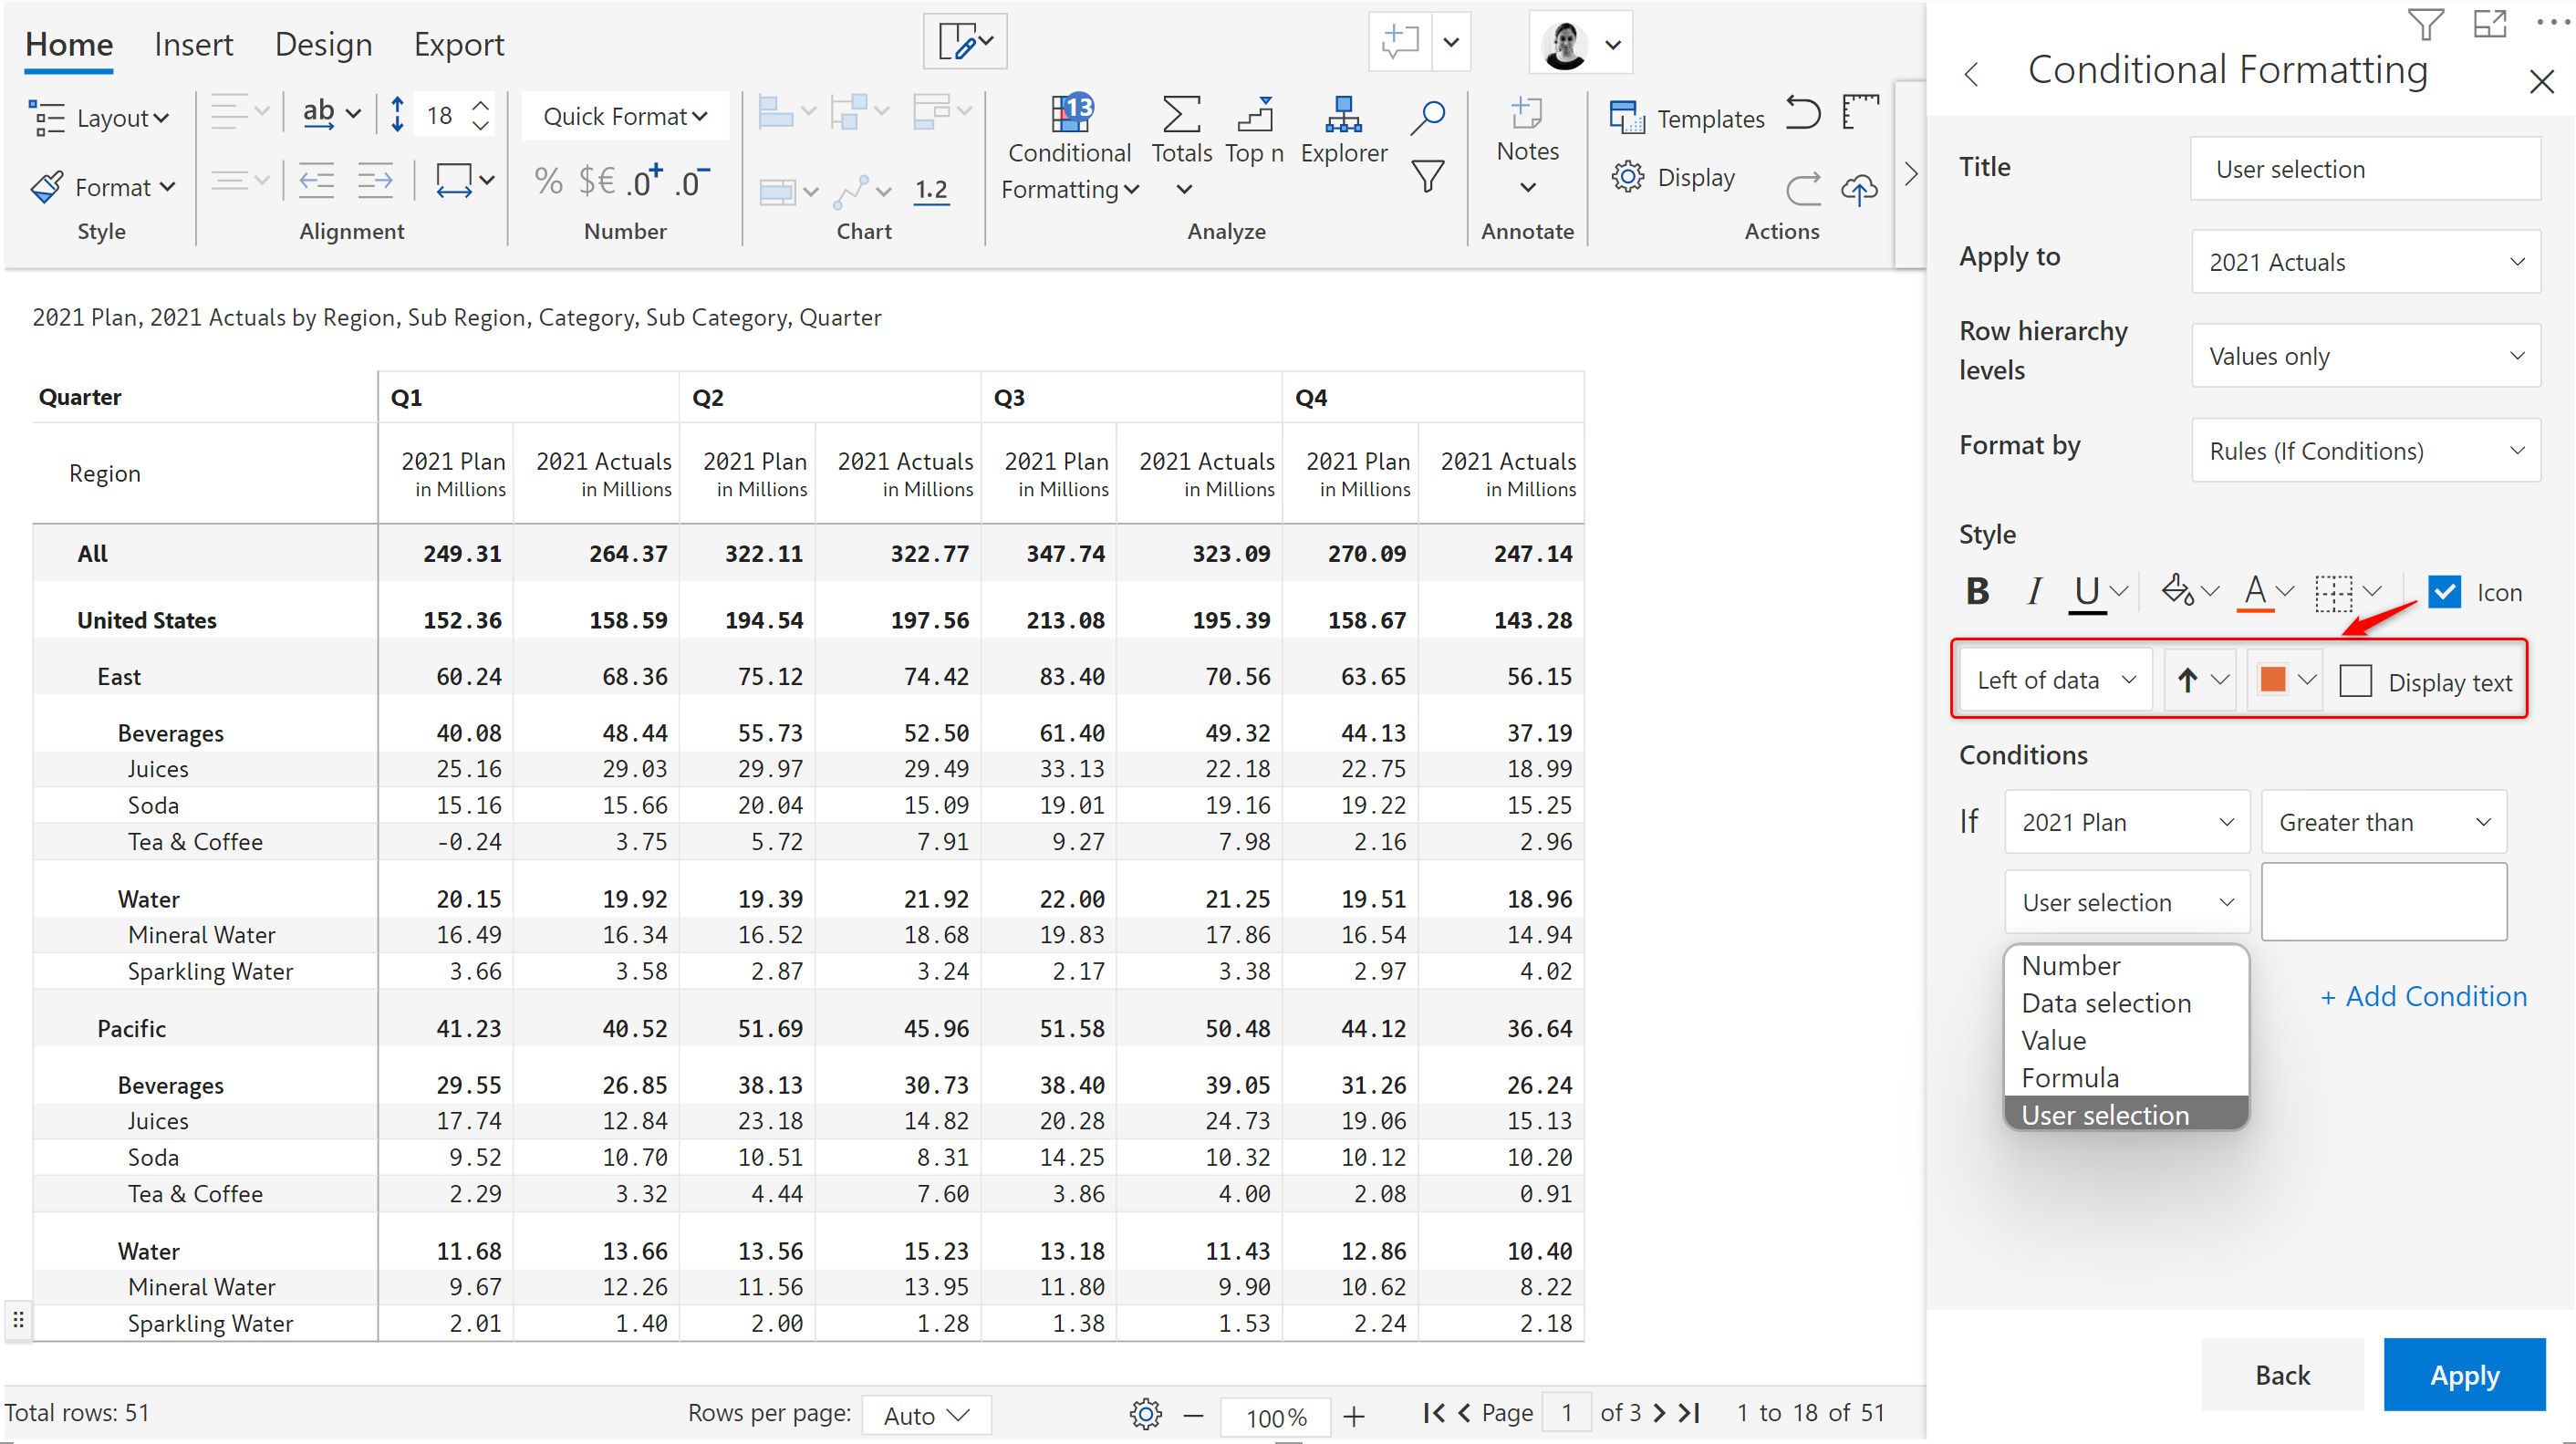 Home Insert Design Export
Layout ab 18 Quick Format 13 Templates
Conditional Formatting Totals Top n Explorer Notes
Format % $€ .0+ .0- 1.2 Display
Style Alignment Number Chart Analyze Annotate Actions
2021 Plan, 2021 Actuals by Region, Sub Region, Category, Sub Category, Quarter
Quarter Q1 Q2 Q3 Q4
Region 2021 Plan 2021 Actuals 2021 Plan 2021 Actuals 2021 Plan 2021 Actuals 2021 Plan 2021 Actuals
in Millions in Millions in Millions in Millions in Millions in Millions in Millions in Millions
All 249.31 264.37 322.11 322.77 347.74 323.09 270.09 247.14
United States 152.36 158.59 194.54 197.56 213.08 195.39 158.67 143.28
East 60.24 68.36 75.12 74.42 83.40 70.56 63.65 56.15
Beverages 40.08 48.44 55.73 52.50 61.40 49.32 44.13 37.19
Juices 25.16 29.03 29.97 29.49 33.13 22.18 22.75 18.99
Soda 15.16 15.66 20.04 15.09 19.01 19.16 19.22 15.25
Tea & Coffee -0.24 3.75 5.72 7.91 9.27 7.98 2.16 2.96
Water 20.15 19.92 19.39 21.92 22.00 21.25 19.51 18.96
Mineral Water 16.49 16.34 16.52 18.68 19.83 17.86 16.54 14.94
Sparkling Water 3.66 3.58 2.87 3.24 2.17 3.38 2.97 4.02
Pacific 41.23 40.52 51.69 45.96 51.58 50.48 44.12 36.64
Beverages 29.55 26.85 38.13 30.73 38.40 39.05 31.26 26.24
Juices 17.74 12.84 23.18 14.82 20.28 24.73 19.06 15.13
Soda 9.52 10.70 10.51 8.31 14.25 10.32 10.12 10.20
Tea & Coffee 2.29 3.32 4.44 7.60 3.86 4.00 2.08 0.91
Water 11.68 13.66 13.56 15.23 13.18 11.43 12.86 10.40
Mineral Water 9.67 12.26 11.56 13.95 11.80 9.90 10.62 8.22
Sparkling Water 2.01 1.40 2.00 1.28 1.38 1.53 2.24 2.18
Total rows: 51 Rows per page: Auto 100% Page 1 of 3 1 to 18 of 51
Conditional Formatting
Title User selection
Apply to 2021 Actuals
Row hierarchy levels Values only
Format by Rules (If Conditions)
Style
B I U A Icon
Left of data Display text
Conditions
If 2021 Plan Greater than
User selection
Number
Data selection
Value
Formula
User selection
+ Add Condition
Back Apply